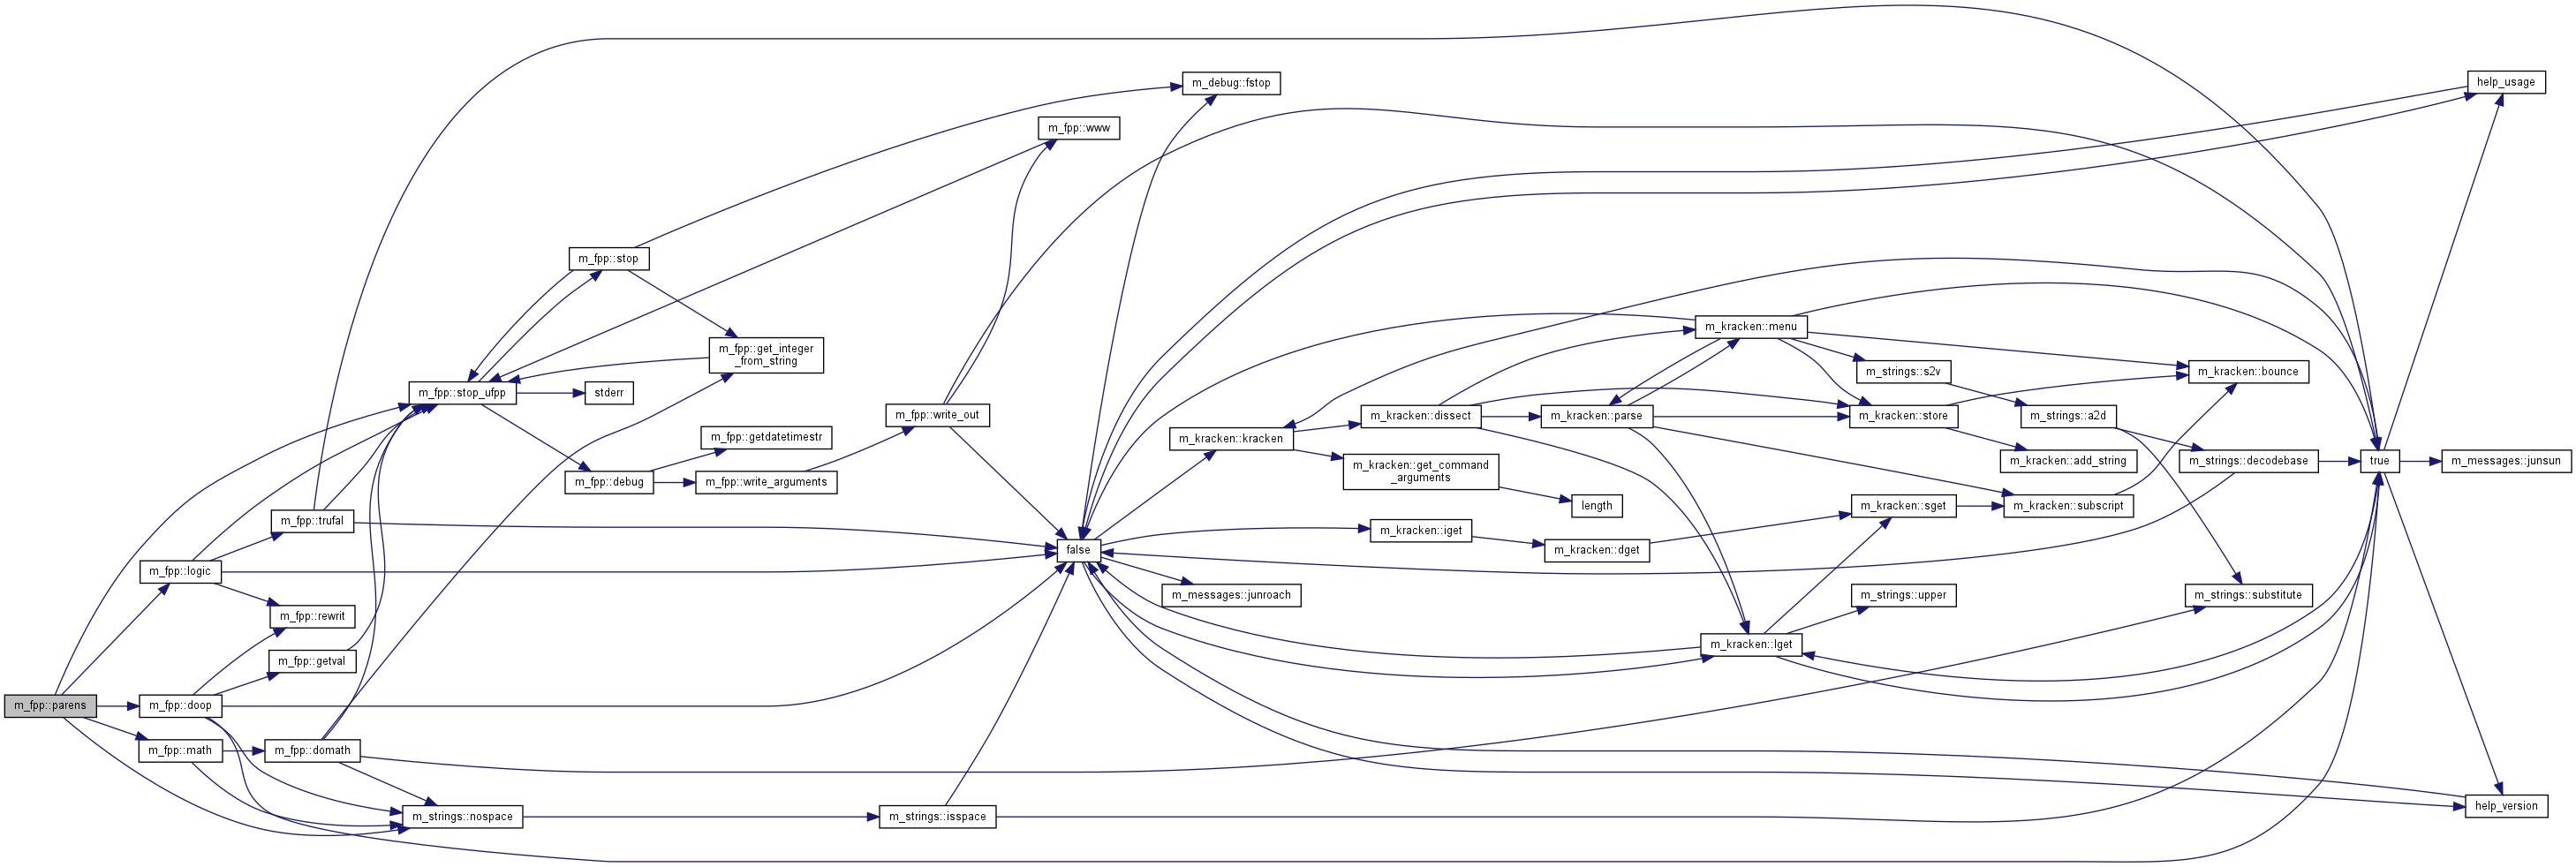 m_fpp::parens
m_fpp::logic
m_fpp::doop
m_fpp::math
m_fpp::trufal
m_fpp::rewrit
m_fpp::getval
m_fpp::domath
m_fpp::stop_ufpp
m_strings::nospace
m_fpp::stop
stderr
m_fpp::debug
m_fpp::get_integer
_from_string
m_fpp::getdatetimestr
m_fpp::write_arguments
m_fpp::write_out
m_strings::isspace
m_fpp::www
false
m_debug::fstop
m_kracken::kracken
m_messages::junroach
m_kracken::dissect
m_kracken::get_command
_arguments
m_kracken::iget
m_kracken::parse
length
m_kracken::dget
m_kracken::menu
m_kracken::lget
m_strings::s2v
m_kracken::store
m_kracken::sget
m_strings::upper
m_strings::a2d
m_kracken::add_string
m_kracken::subscript
m_kracken::bounce
m_strings::decodebase
m_strings::substitute
true
help_usage
m_messages::junsun
help_version